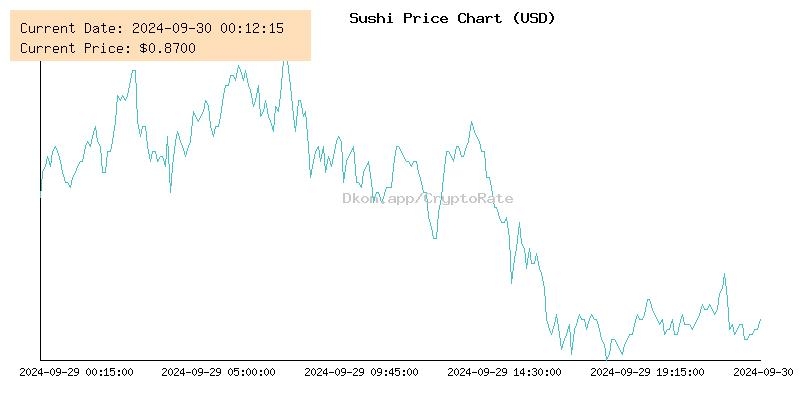 Sushi Price Chart (USD)
Current Date: 2024-09-30 00:12:15
Current Price: $0.8700
Dkon.app/CryptoRate
2024-09-29 00:15:00 2024-09-29 05:00:00 2024-09-29 09:45:00 2024-09-29 14:30:00 2024-09-29 19:15:00 2024-09-30